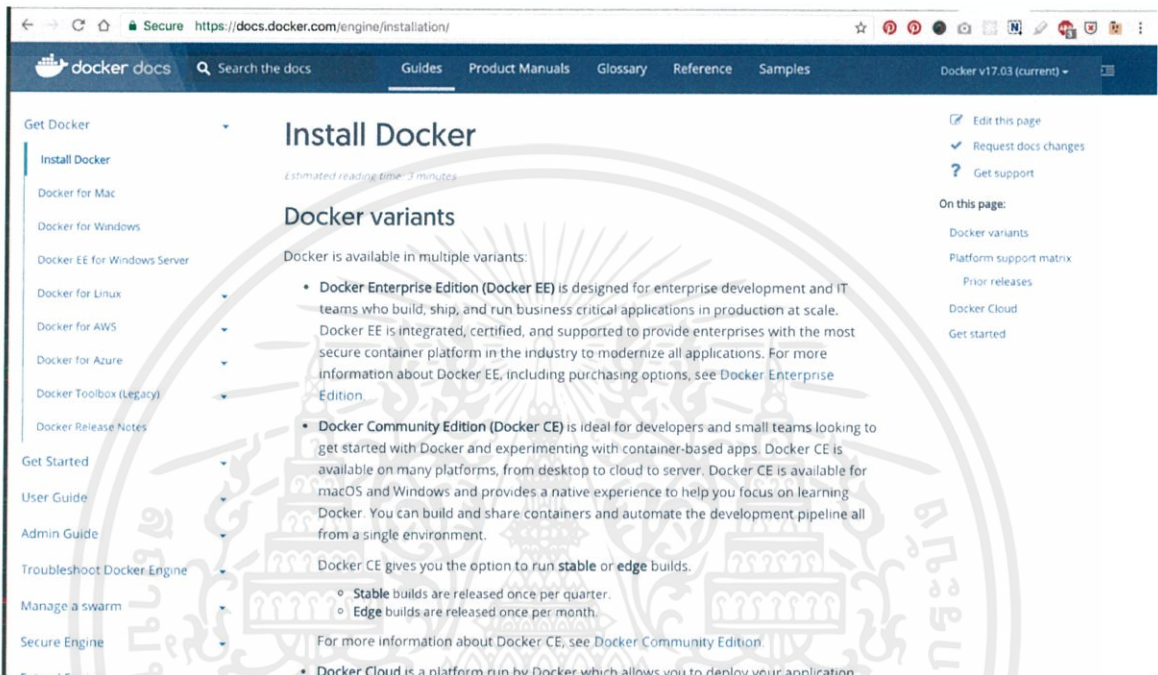 Secure https://docs.docker.com/engine/installation/
docker docs
Search the docs
Guides Product Manuals Glossary Reference Samples
Docker v17.03 (current)
Get Docker
Install Docker
Docker for Mac
Docker for Windows
Docker EE for Windows Server
Docker for Linux
Docker for AWS
Docker for Azure
Docker Toolbox (Legacy)
Docker Release Notes
Get Started
User Guide
Admin Guide
Troubleshoot Docker Engine
Manage a swarm
Secure Engine
Install Docker
Estimated reading time: 3 minutes
Docker variants
Docker is available in multiple variants:
• Docker Enterprise Edition (Docker EE) is designed for enterprise development and IT
teams who build, ship, and run business critical applications in production at scale.
Docker EE is integrated, certified, and supported to provide enterprises with the most
secure container platform in the industry to modernize all applications. For more
information about Docker EE, including purchasing options, see Docker Enterprise
Edition.
• Docker Community Edition (Docker CE) is ideal for developers and small teams looking to
get started with Docker and experimenting with container-based apps. Docker CE is
available on many platforms, from desktop to cloud to server. Docker CE is available for
macOS and Windows and provides a native experience to help you focus on learning
Docker. You can build and share containers and automate the development pipeline all
from a single environment.
Docker CE gives you the option to run stable or edge builds.
Stable builds are released once per quarter.
Edge builds are released once per month.
For more information about Docker CE, see Docker Community Edition.
• Docker Cloud is a platform run by Docker which allows you to deploy your application
Edit this page
Request docs changes
? Get support
On this page:
Docker variants
Platform support matrix
Prior releases
Docker Cloud
Get started